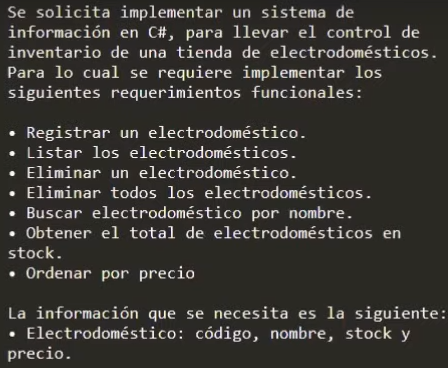 Se solicita implementar un sistema de
información en C#, para llevar el control de
inventario de una tienda de electrodomésticos.
Para lo cual se requiere implementar los
siguientes requerimientos funcionales:
• Registrar un electrodoméstico.
• Listar los electrodomésticos.
• Eliminar un electrodoméstico.
• Eliminar todos los electrodomésticos.
• Buscar electrodoméstico por nombre.
• Obtener el total de electrodomésticos en
stock.
• Ordenar por precio
La información que se necesita es la siguiente:
• Electrodoméstico: código, nombre, stock y
precio.